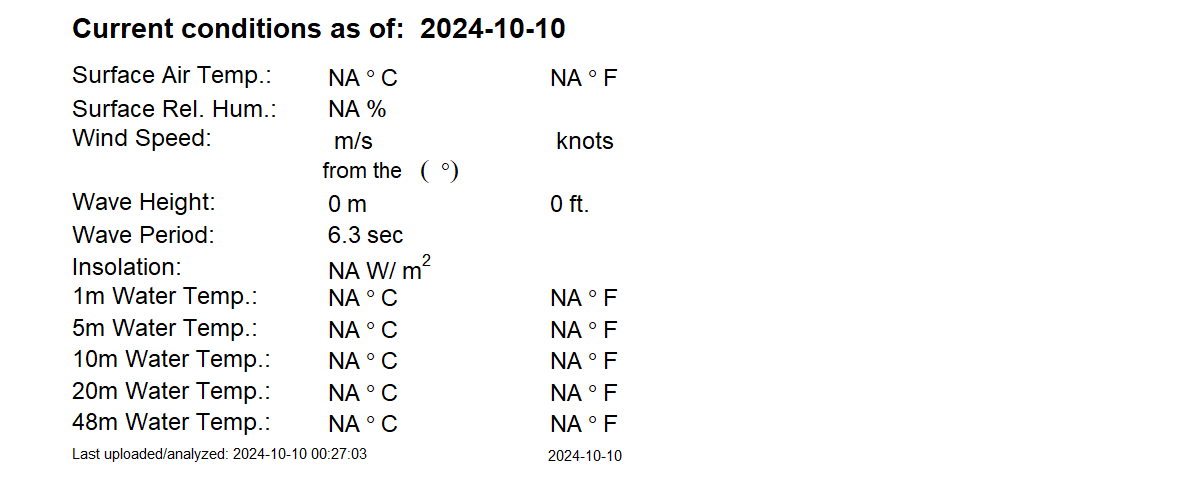 Current conditions as of: 2024-10-10
Surface Air Temp.: NA ° C NA ° F
Surface Rel. Hum.: NA %
Wind Speed: m/s knots
from the ( °)
Wave Height: 0 m 0 ft.
Wave Period: 6.3 sec
Insolation: NA W/ m²
1m Water Temp.: NA ° C NA ° F
5m Water Temp.: NA ° C NA ° F
10m Water Temp.: NA ° C NA ° F
20m Water Temp.: NA ° C NA ° F
48m Water Temp.: NA ° C NA ° F
Last uploaded/analyzed: 2024-10-10 00:27:03 2024-10-10